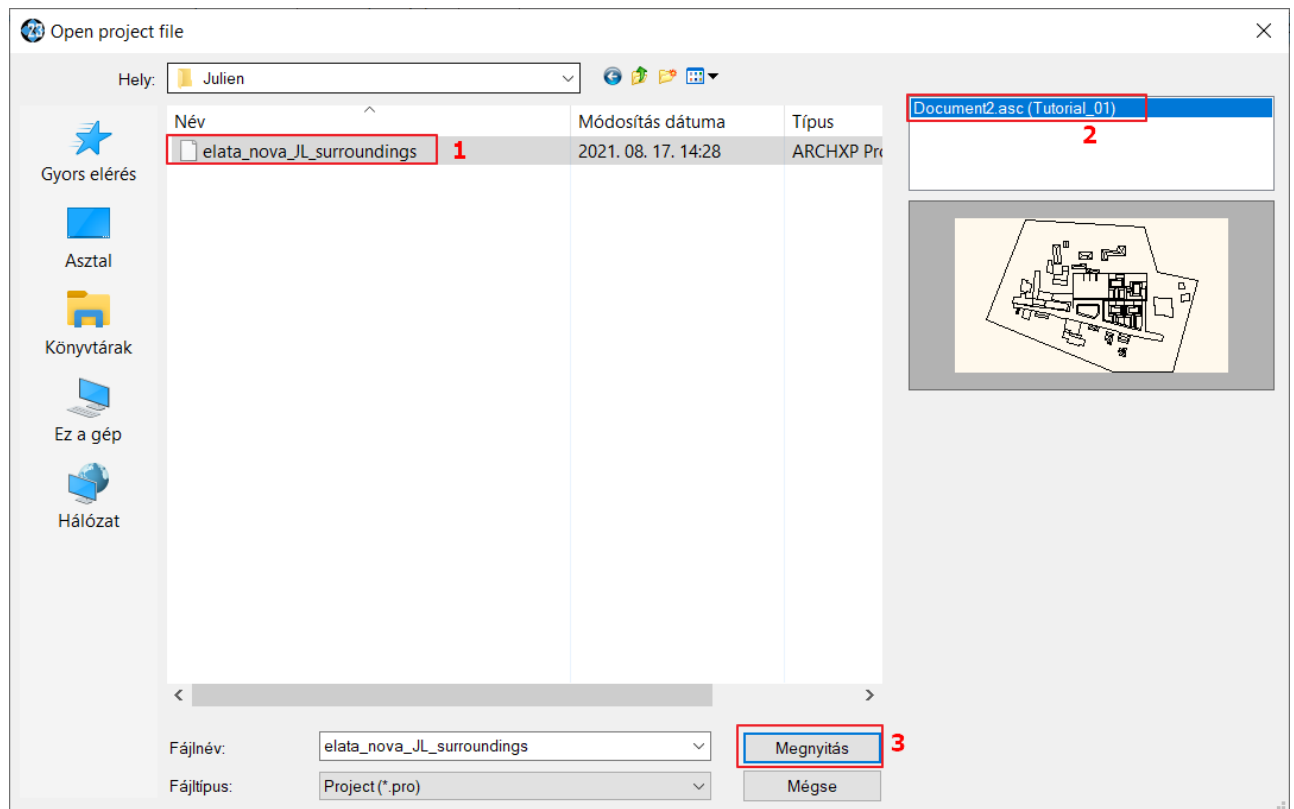 23 Open project file
Hely: Julien
Név Módosítás dátuma Típus
elata_nova_JL_surroundings 1 2021. 08. 17. 14:28 ARCHXP Pro
Document2.asc (Tutorial_01)
2
Gyors elérés
Asztal
Könyvtárak
Ez a gép
Hálózat
Fájlnév: elata_nova_JL_surroundings Megnyitás 3
Fájltípus: Project (*.pro) Mégse